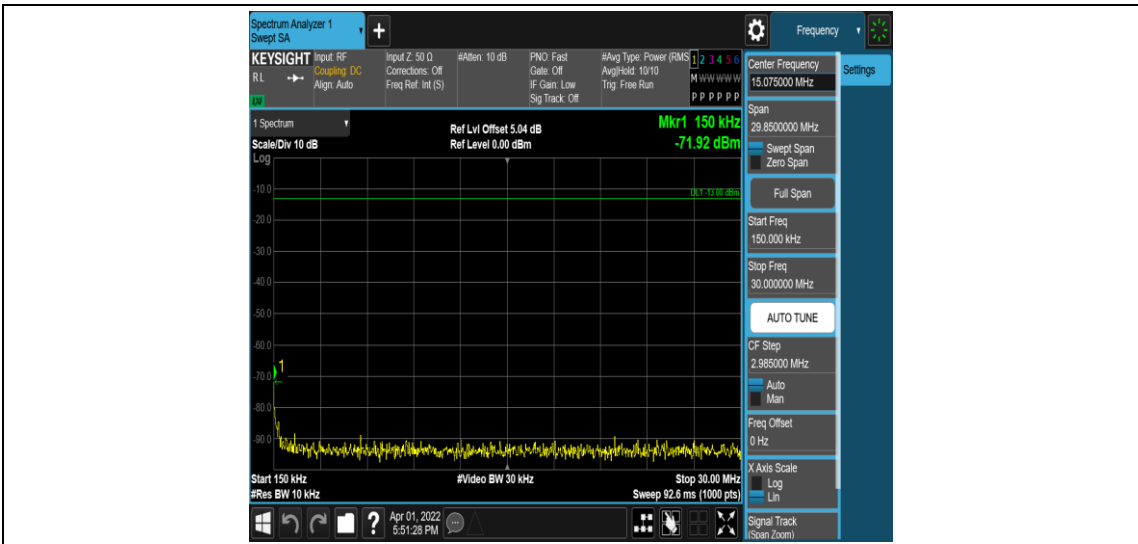 Spectrum Analyzer 1
Swept SA
+
Frequency
KEYSIGHT
Input: RF
Coupling: DC
Align: Auto
Input Z: 50 Ω
Corrections: Off
Freq Ref: Int (S)
#Atten: 10 dB
PNO: Fast
Gate: Off
IF Gain: Low
Sig Track: Off
#Avg Type: Power (RMS
Avg|Hold: 10/10
Trig: Free Run
1 2 3 4 5 6
M W W W W W
P P P P P P
R L
LXI
1 Spectrum
Scale/Div 10 dB
Log
Ref Lvl Offset 5.04 dB
Ref Level 0.00 dBm
Mkr1 150 kHz
-71.92 dBm
DL1 -13.00 dBm
-10.0
-20.0
-30.0
-40.0
-50.0
-60.0
1
-70.0
-80.0
-90.0
Start 150 kHz
#Res BW 10 kHz
#Video BW 30 kHz
Stop 30.00 MHz
Sweep 92.6 ms (1000 pts)
?
Apr 01, 2022
5:51:28 PM
Center Frequency
15.075000 MHz
Settings
Span
29.8500000 MHz
Swept Span
Zero Span
Full Span
Start Freq
150.000 kHz
Stop Freq
30.000000 MHz
AUTO TUNE
CF Step
2.985000 MHz
Auto
Man
Freq Offset
0 Hz
X Axis Scale
Log
Lin
Signal Track
(Span Zoom)